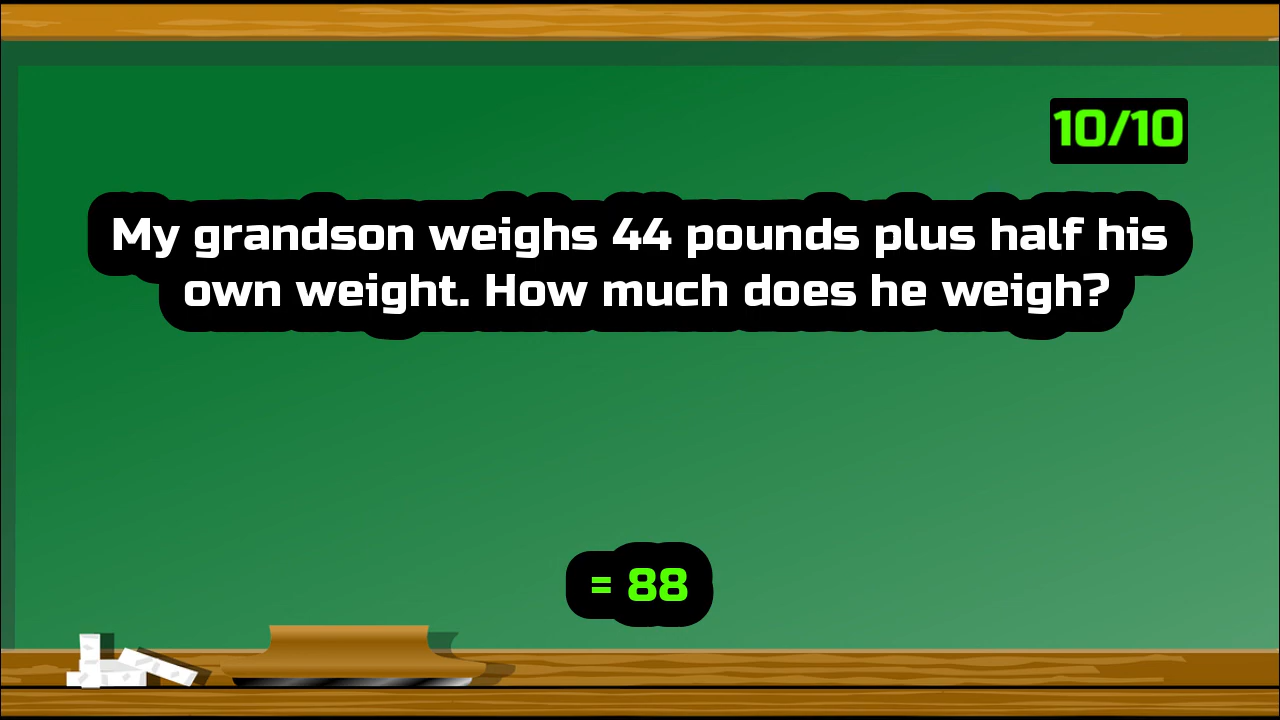 10/10
My grandson weighs 44 pounds plus half his
own weight. How much does he weigh?
= 88